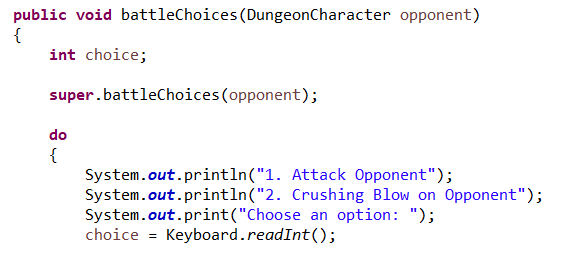 public void battleChoices(DungeonCharacter opponent)
{
    int choice;

    super.battleChoices(opponent);

    do
    {
        System.out.println("1. Attack Opponent");
        System.out.println("2. Crushing Blow on Opponent");
        System.out.print("Choose an option: ");
        choice = Keyboard.readInt();